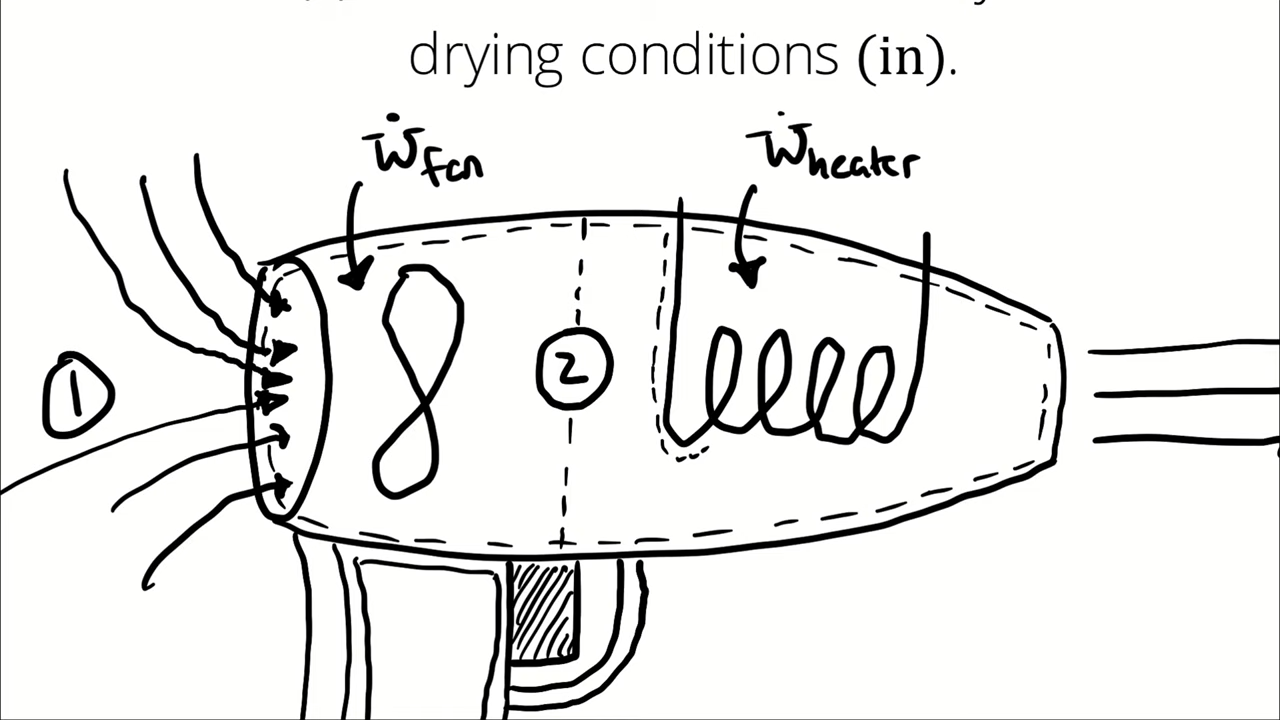 drying conditions (in).
Ẇfan
Ẇheater
1
2